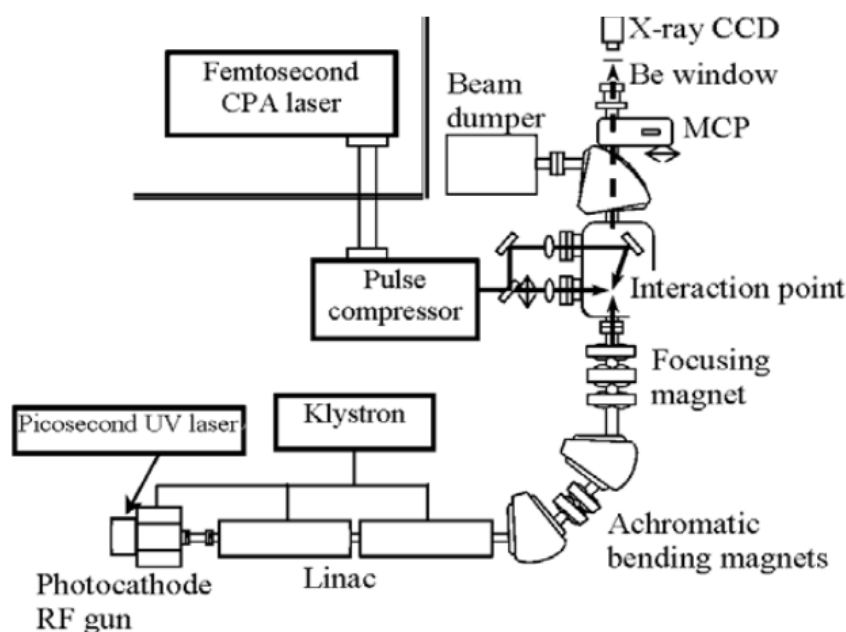 X-ray CCD
Femtosecond
CPA laser
Be window
Beam
dumper
MCP
Pulse
compressor
Interaction point
Focusing
magnet
Klystron
Picosecond UV laser
Achromatic
bending magnets
Linac
Photocathode
RF gun